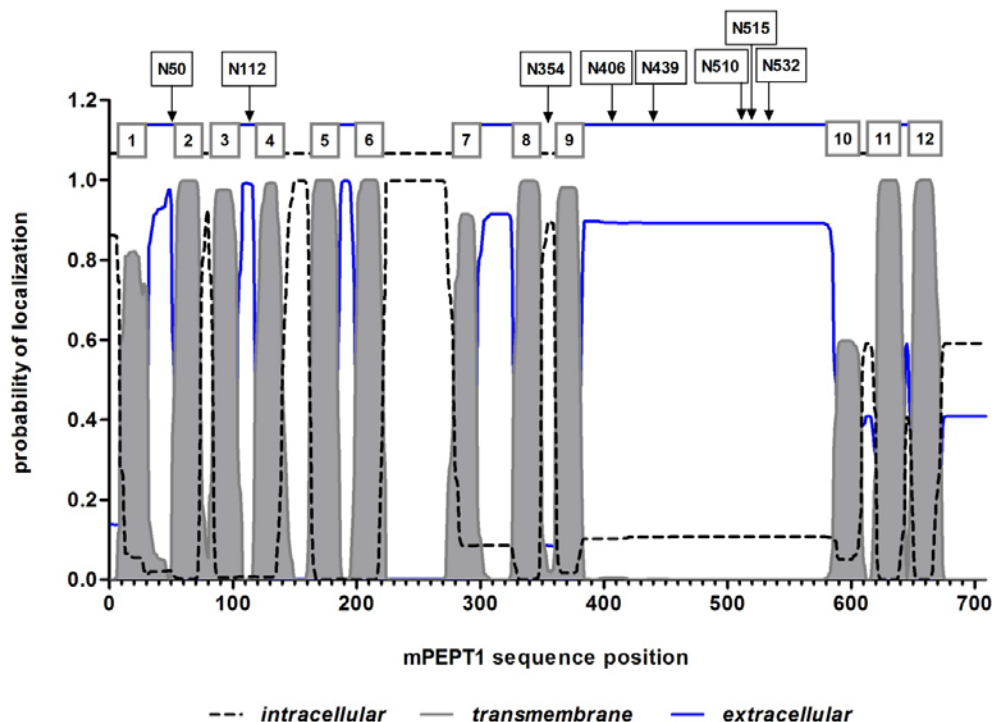 N515
N50 N112 N354 N406 N439 N510 N532
1.2
1 2 3 4 5 6 7 8 9 10 11 12
1.0
0.8
0.6
0.4
0.2
0.0
probability of localization
0 100 200 300 400 500 600 700
mPEPT1 sequence position
intracellular transmembrane extracellular